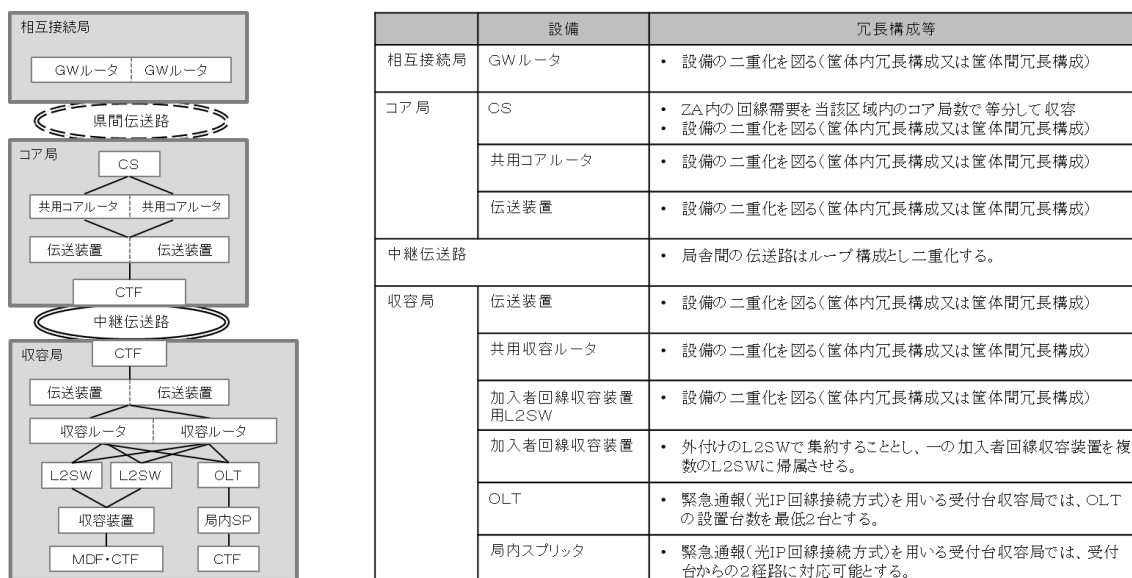 相互接続局
GWルータ GWルータ
県間伝送路
コア局
CS
共用コアルータ 共用コアルータ
伝送装置 伝送装置
CTF
中継伝送路
収容局
CTF
伝送装置 伝送装置
収容ルータ 収容ルータ
L2SW L2SW OLT
収容装置 局内SP
MDF・CTF CTF
設備 冗長構成等
相互接続局 GWルータ • 設備の二重化を図る(筐体内冗長構成又は筐体間冗長構成)
コア局 CS • ZA内の回線需要を当該区域内のコア局数で等分して収容
• 設備の二重化を図る(筐体内冗長構成又は筐体間冗長構成)
共用コアルータ • 設備の二重化を図る(筐体内冗長構成又は筐体間冗長構成)
伝送装置 • 設備の二重化を図る(筐体内冗長構成又は筐体間冗長構成)
中継伝送路 • 局舎間の伝送路はループ構成とし二重化する。
収容局 伝送装置 • 設備の二重化を図る(筐体内冗長構成又は筐体間冗長構成)
共用収容ルータ • 設備の二重化を図る(筐体内冗長構成又は筐体間冗長構成)
加入者回線収容装置 • 設備の二重化を図る(筐体内冗長構成又は筐体間冗長構成)
用L2SW
加入者回線収容装置 • 外付けのL2SWで集約することとし、一の加入者回線収容装置を複
数のL2SWに帰属させる。
OLT • 緊急通報(光IP回線接続方式)を用いる受付台収容局では、OLT
の設置台数を最低2台とする。
局内スプリッタ • 緊急通報(光IP回線接続方式)を用いる受付台収容局では、受付
台からの2経路に対応可能とする。